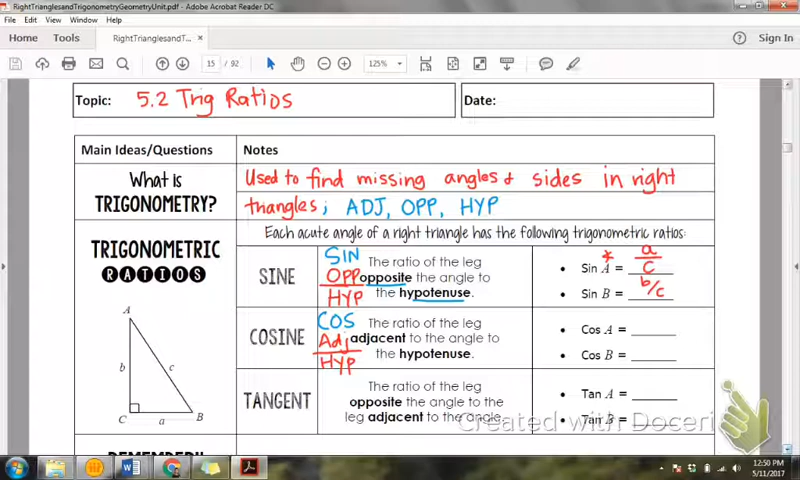 RightTrianglesandTrigonometryGeometryUnit.pdf - Adobe Acrobat Reader DC
File Edit View Window Help
Home Tools RightTrianglesandT... × Sign In
15 / 92 125%
Topic: 5.2 Trig Ratios Date:
Main Ideas/Questions Notes
What is Used to find missing angles & sides in right
TRIGONOMETRY? triangles; ADJ, OPP, HYP
Each acute angle of a right triangle has the following trigonometric ratios:
TRIGONOMETRIC
RATIOS
SINE
SIN
OPP
HYP
The ratio of the leg
opposite the angle to
the hypotenuse.
• Sin A = a/c
• Sin B = b/c
COSINE
COS
Adj
HYP
The ratio of the leg
adjacent to the angle to
the hypotenuse.
• Cos A = ______
• Cos B = ______
TANGENT
The ratio of the leg
opposite the angle to the
leg adjacent to the angle.
• Tan A = ______
• Tan B = ______
A
b c
C a B
REMEMBER!
Created with Doceri
12:50 PM
5/11/2017